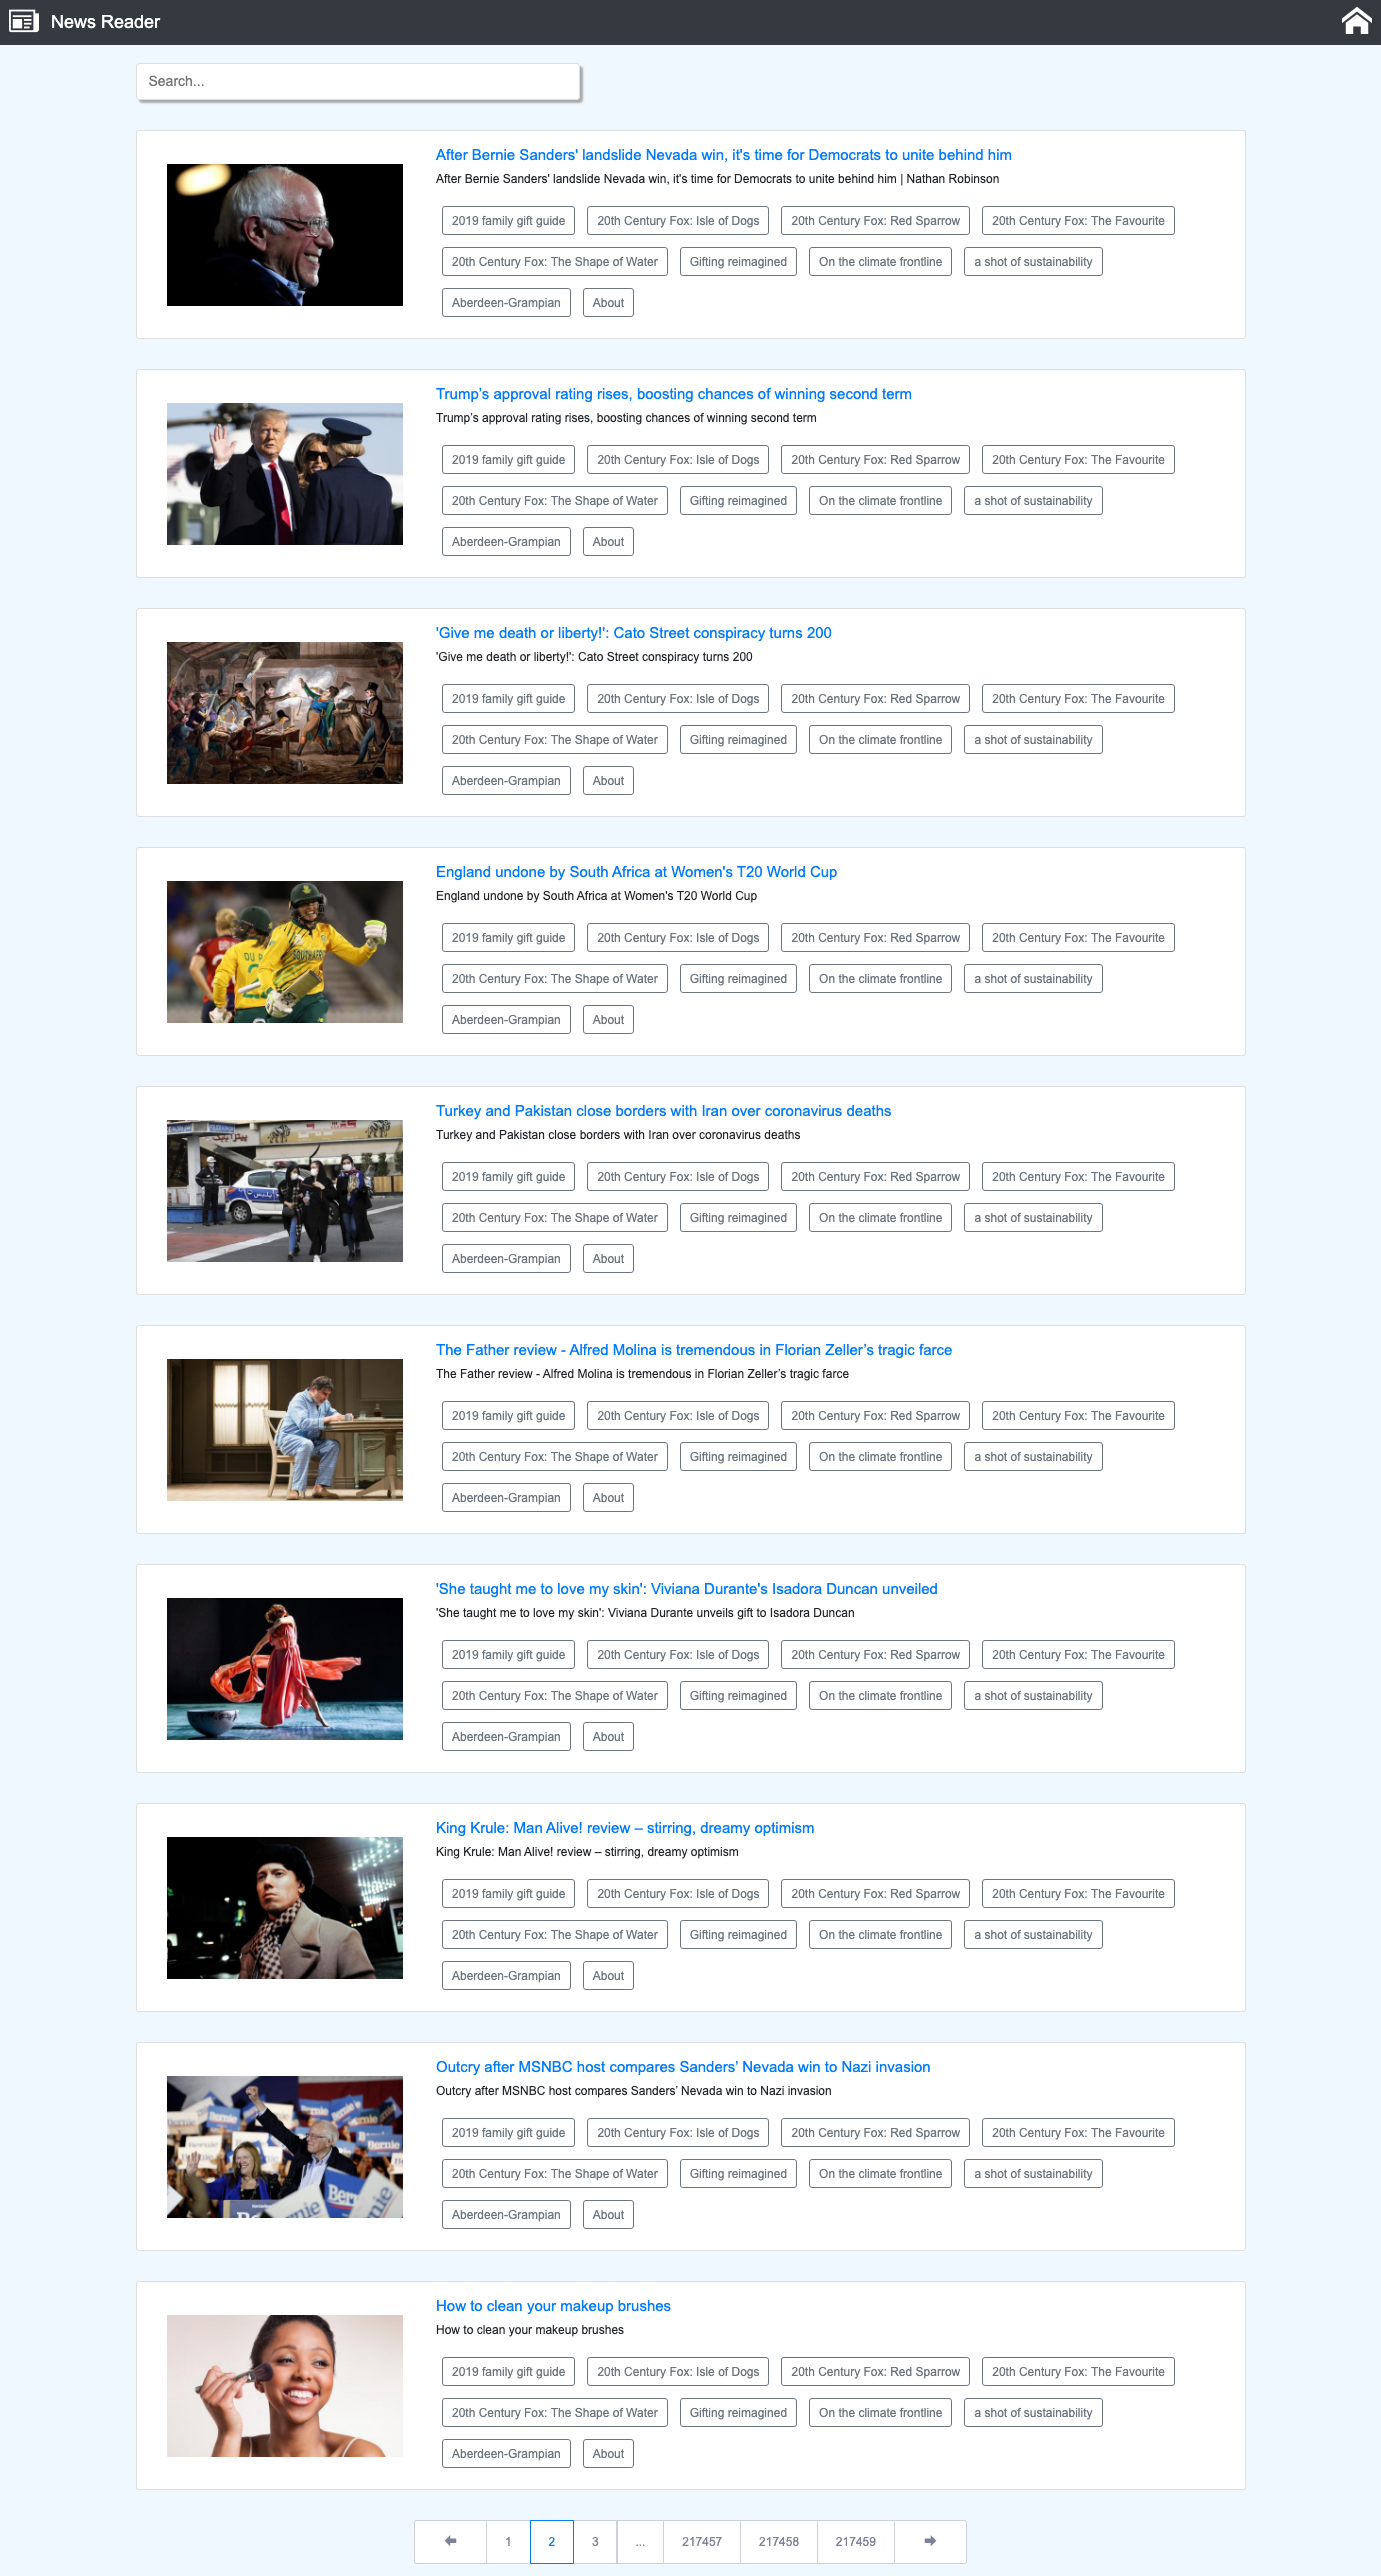 News Reader
Search...
After Bernie Sanders' landslide Nevada win, it's time for Democrats to unite behind him
After Bernie Sanders' landslide Nevada win, it's time for Democrats to unite behind him | Nathan Robinson
2019 family gift guide 20th Century Fox: Isle of Dogs 20th Century Fox: Red Sparrow 20th Century Fox: The Favourite
20th Century Fox: The Shape of Water Gifting reimagined On the climate frontline a shot of sustainability
Aberdeen-Grampian About
Trump’s approval rating rises, boosting chances of winning second term
Trump’s approval rating rises, boosting chances of winning second term
2019 family gift guide 20th Century Fox: Isle of Dogs 20th Century Fox: Red Sparrow 20th Century Fox: The Favourite
20th Century Fox: The Shape of Water Gifting reimagined On the climate frontline a shot of sustainability
Aberdeen-Grampian About
'Give me death or liberty!': Cato Street conspiracy turns 200
'Give me death or liberty!': Cato Street conspiracy turns 200
2019 family gift guide 20th Century Fox: Isle of Dogs 20th Century Fox: Red Sparrow 20th Century Fox: The Favourite
20th Century Fox: The Shape of Water Gifting reimagined On the climate frontline a shot of sustainability
Aberdeen-Grampian About
England undone by South Africa at Women's T20 World Cup
England undone by South Africa at Women's T20 World Cup
2019 family gift guide 20th Century Fox: Isle of Dogs 20th Century Fox: Red Sparrow 20th Century Fox: The Favourite
20th Century Fox: The Shape of Water Gifting reimagined On the climate frontline a shot of sustainability
Aberdeen-Grampian About
Turkey and Pakistan close borders with Iran over coronavirus deaths
Turkey and Pakistan close borders with Iran over coronavirus deaths
2019 family gift guide 20th Century Fox: Isle of Dogs 20th Century Fox: Red Sparrow 20th Century Fox: The Favourite
20th Century Fox: The Shape of Water Gifting reimagined On the climate frontline a shot of sustainability
Aberdeen-Grampian About
The Father review - Alfred Molina is tremendous in Florian Zeller’s tragic farce
The Father review - Alfred Molina is tremendous in Florian Zeller’s tragic farce
2019 family gift guide 20th Century Fox: Isle of Dogs 20th Century Fox: Red Sparrow 20th Century Fox: The Favourite
20th Century Fox: The Shape of Water Gifting reimagined On the climate frontline a shot of sustainability
Aberdeen-Grampian About
'She taught me to love my skin': Viviana Durante's Isadora Duncan unveiled
'She taught me to love my skin': Viviana Durante unveils gift to Isadora Duncan
2019 family gift guide 20th Century Fox: Isle of Dogs 20th Century Fox: Red Sparrow 20th Century Fox: The Favourite
20th Century Fox: The Shape of Water Gifting reimagined On the climate frontline a shot of sustainability
Aberdeen-Grampian About
King Krule: Man Alive! review – stirring, dreamy optimism
King Krule: Man Alive! review – stirring, dreamy optimism
2019 family gift guide 20th Century Fox: Isle of Dogs 20th Century Fox: Red Sparrow 20th Century Fox: The Favourite
20th Century Fox: The Shape of Water Gifting reimagined On the climate frontline a shot of sustainability
Aberdeen-Grampian About
Outcry after MSNBC host compares Sanders’ Nevada win to Nazi invasion
Outcry after MSNBC host compares Sanders’ Nevada win to Nazi invasion
2019 family gift guide 20th Century Fox: Isle of Dogs 20th Century Fox: Red Sparrow 20th Century Fox: The Favourite
20th Century Fox: The Shape of Water Gifting reimagined On the climate frontline a shot of sustainability
Aberdeen-Grampian About
How to clean your makeup brushes
How to clean your makeup brushes
2019 family gift guide 20th Century Fox: Isle of Dogs 20th Century Fox: Red Sparrow 20th Century Fox: The Favourite
20th Century Fox: The Shape of Water Gifting reimagined On the climate frontline a shot of sustainability
Aberdeen-Grampian About
1 2 3 ... 217457 217458 217459